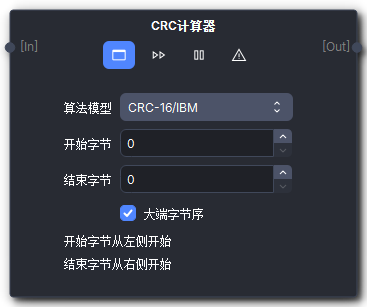 CRC计算器
[In]
[Out]
算法模型 CRC-16/IBM
开始字节 0
结束字节 0
大端字节序
开始字节从左侧开始
结束字节从右侧开始